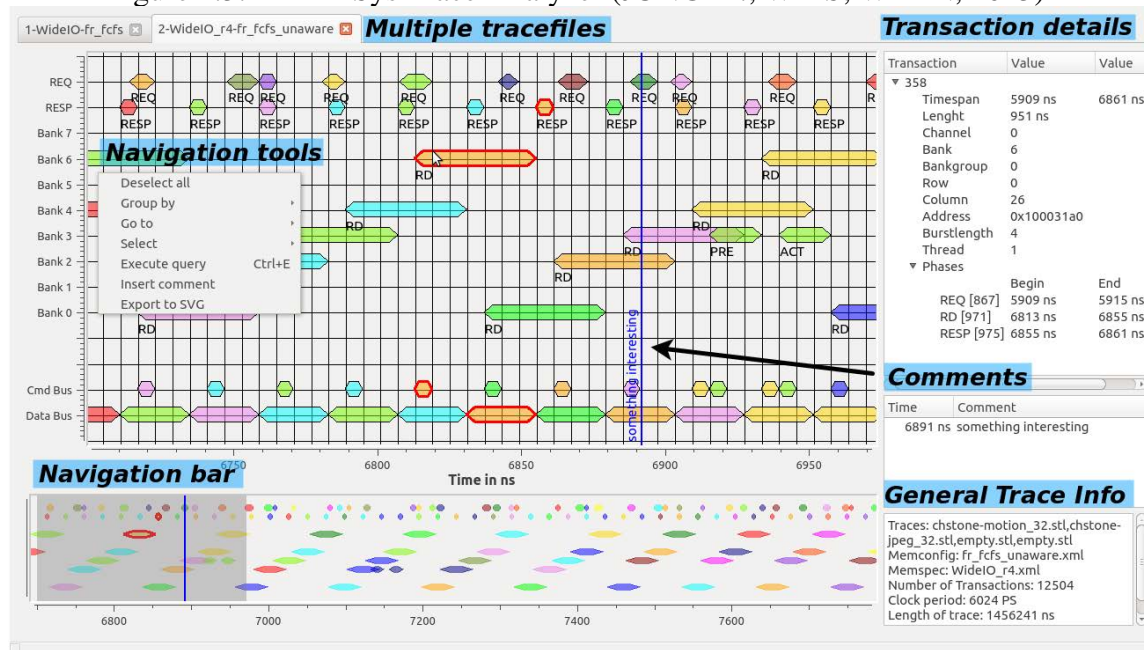 1-WideIO-fr_fcfs
2-WideIO_r4-fr_fcfs_unaware
Multiple tracefiles
Transaction details
REQ
REQ REQ REQ REQ REQ REQ REQ REQ REQ REQ R
RESP
RESP RESP RESP RESP RESP RESP RESP RESP RESP RESP RESP
Bank 7
Navigation tools
Bank 6
RD RD
Bank 5
Bank 4
RD RD
Bank 3
RD PRE ACT
Bank 2
RD
Bank 1
Bank 0
RD RD RD
Deselect all
Group by
Go to
Select
Execute query Ctrl+E
Insert comment
Export to SVG
something interesting
Cmd Bus
Data Bus
6750 6800 6850 6900 6950
Time in ns
Navigation bar
6800 7000 7200 7400 7600
Transaction Value Value
358
Timespan 5909 ns 6861 ns
Lenght 951 ns
Channel 0
Bank 6
Bankgroup 0
Row 0
Column 26
Address 0x100031a0
Burstlength 4
Thread 1
Phases
Begin End
REQ [867] 5909 ns 5915 ns
RD [971] 6813 ns 6855 ns
RESP [975] 6855 ns 6861 ns
Comments
Time Comment
6891 ns something interesting
General Trace Info
Traces: chstone-motion_32.stl,chstone-
jpeg_32.stl,empty.stl,empty.stl
Memconfig: fr_fcfs_unaware.xml
Memspec: WideIO_r4.xml
Number of Transactions: 12504
Clock period: 6024 PS
Length of trace: 1456241 ns